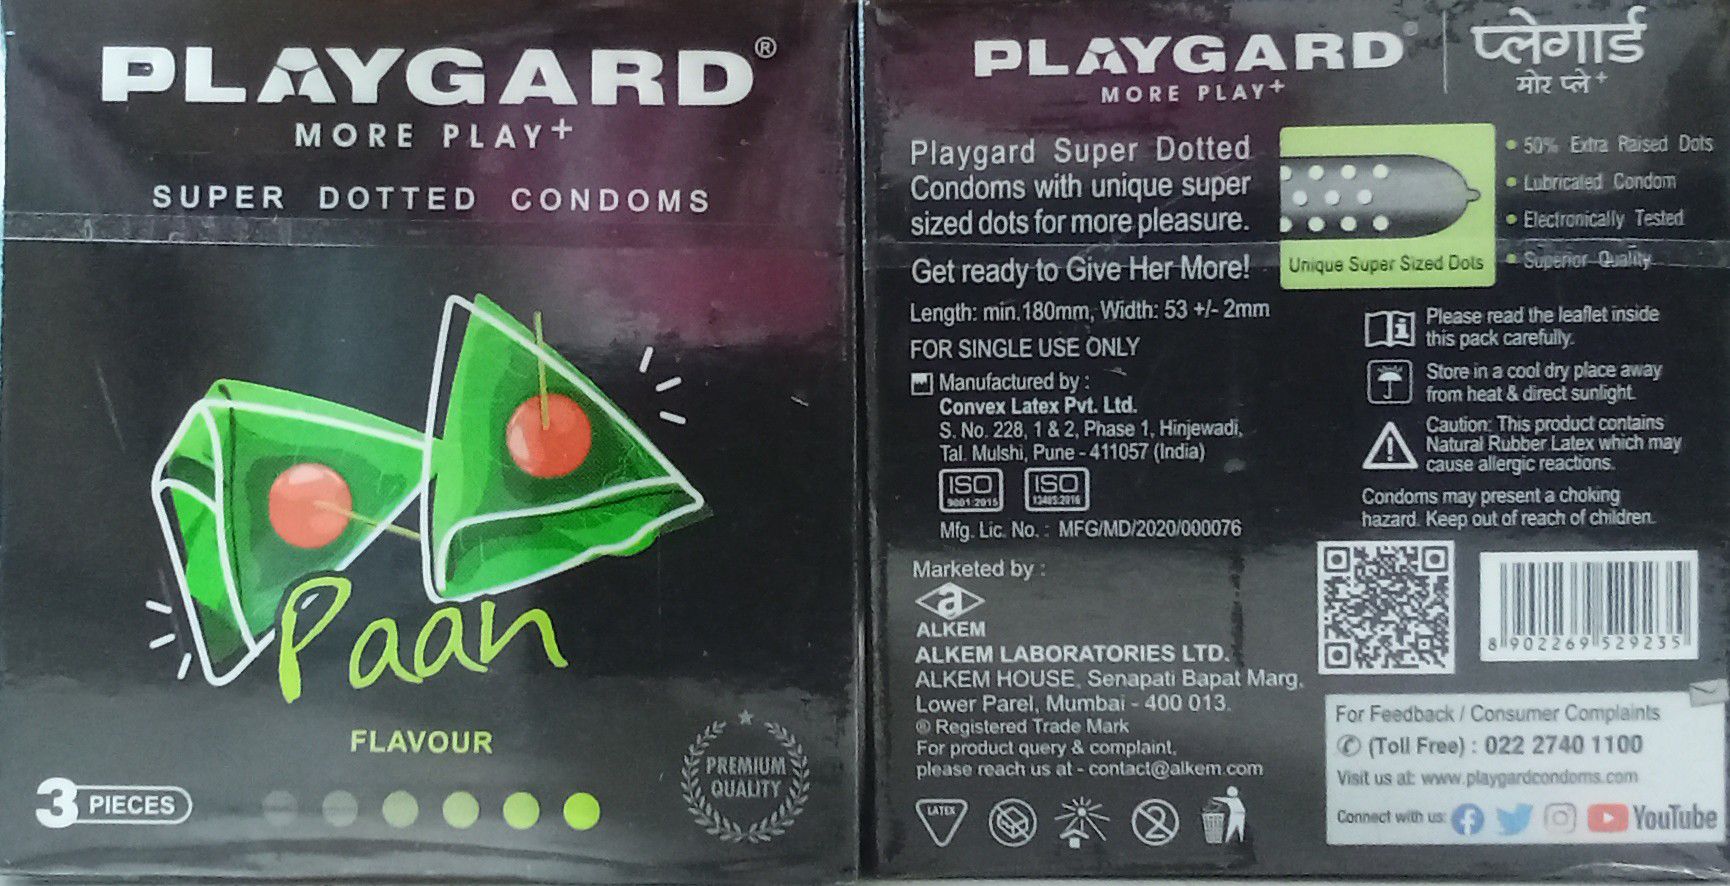 PLAYGARD®
MORE PLAY+
SUPER DOTTED CONDOMS
Paan
FLAVOUR
3 PIECES
PREMIUM
QUALITY
PLAYGARD®
MORE PLAY+
प्लेगार्ड
मोर प्ले+
Playgard Super Dotted
Condoms with unique super
sized dots for more pleasure.
Get ready to Give Her More!
Unique Super Sized Dots
• 50% Extra Raised Dots
• Lubricated Condom
• Electronically Tested
• Superior Quality
Length: min.180mm, Width: 53 +/- 2mm
FOR SINGLE USE ONLY
Manufactured by :
Convex Latex Pvt. Ltd.
S. No. 228, 1 & 2, Phase 1, Hinjewadi,
Tal. Mulshi, Pune - 411057 (India)
ISO
9001:2015
ISO
13485:2016
Mfg. Lic. No. : MFG/MD/2020/000076
Please read the leaflet inside
this pack carefully.
Store in a cool dry place away
from heat & direct sunlight.
Caution: This product contains
Natural Rubber Latex which may
cause allergic reactions.
Condoms may present a choking
hazard. Keep out of reach of children.
Marketed by :
a
ALKEM
ALKEM LABORATORIES LTD.
ALKEM HOUSE, Senapati Bapat Marg,
Lower Parel, Mumbai - 400 013.
® Registered Trade Mark
For product query & complaint,
please reach us at - contact@alkem.com
LATEX
2
8 902269 529235
For Feedback / Consumer Complaints
(Toll Free) : 022 2740 1100
Visit us at: www.playgardcondoms.com
Connect with us: YouTube